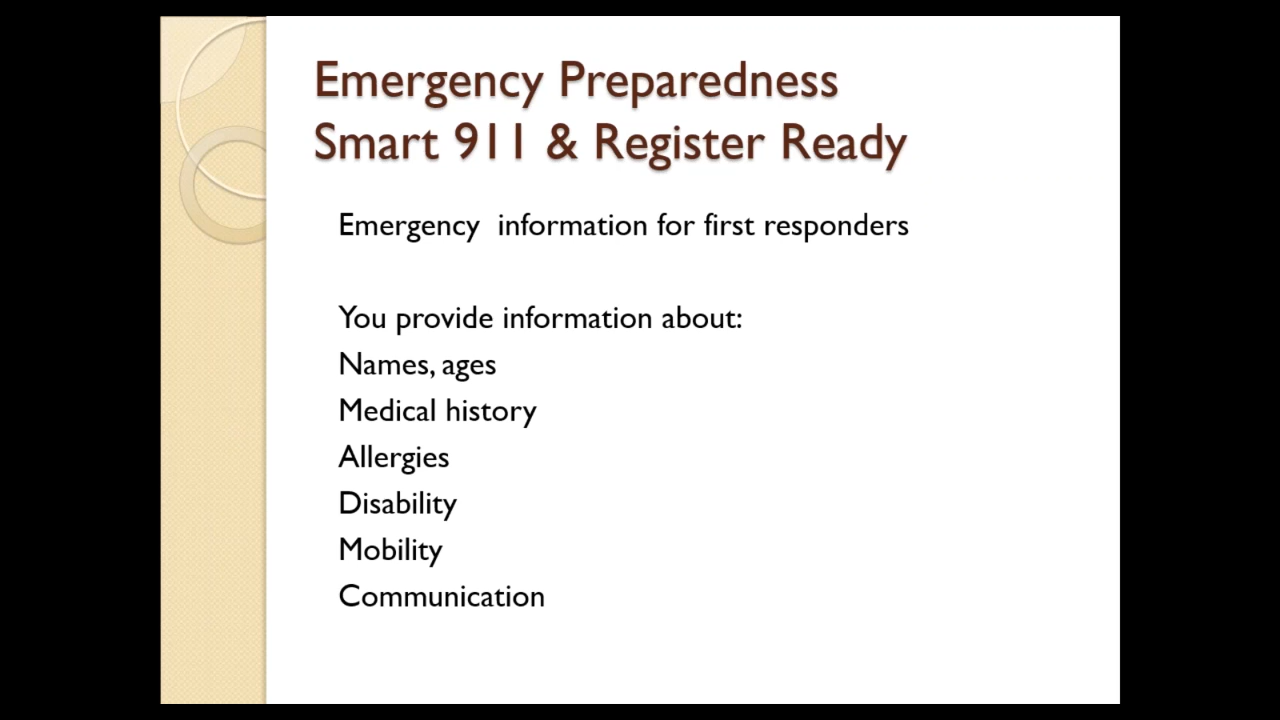 Emergency Preparedness
Smart 911 & Register Ready
Emergency  information for first responders
You provide information about:
Names, ages
Medical history
Allergies
Disability
Mobility
Communication